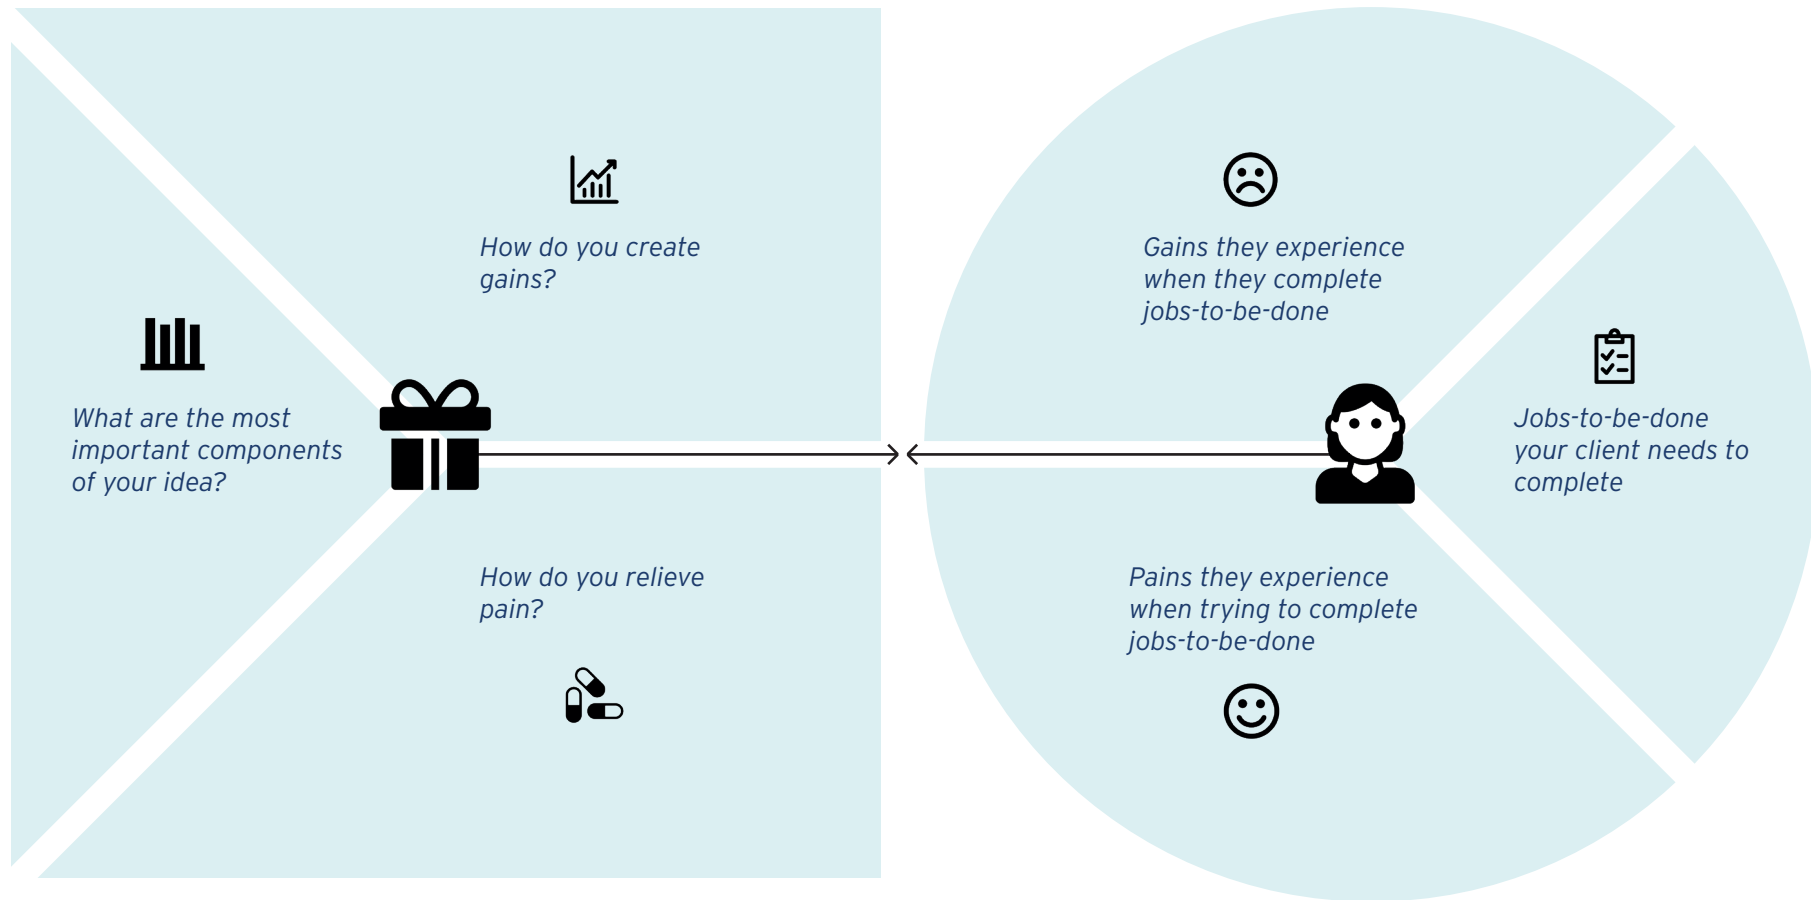 How do you create
gains?
What are the most
important components
of your idea?
How do you relieve
pain?
Gains they experience
when they complete
jobs-to-be-done
Jobs-to-be-done
your client needs to
complete
Pains they experience
when trying to complete
jobs-to-be-done